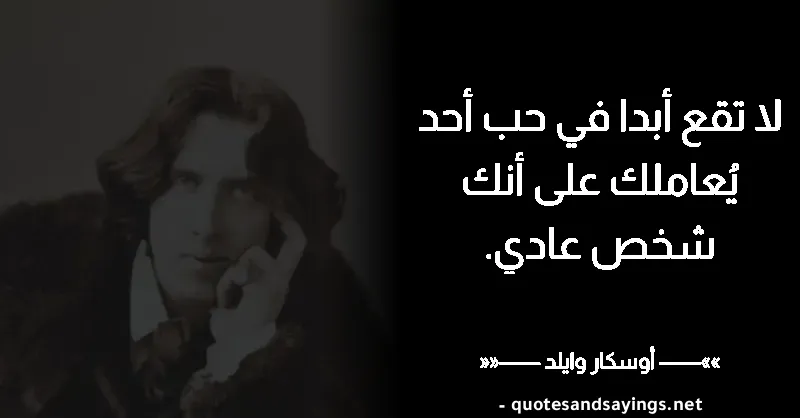 لا تقع أبدا في حب أحد
يُعاملك على أنك
شخص عادي.
»»—— أوسكار وايلد ——««
- quotesandsayings.net